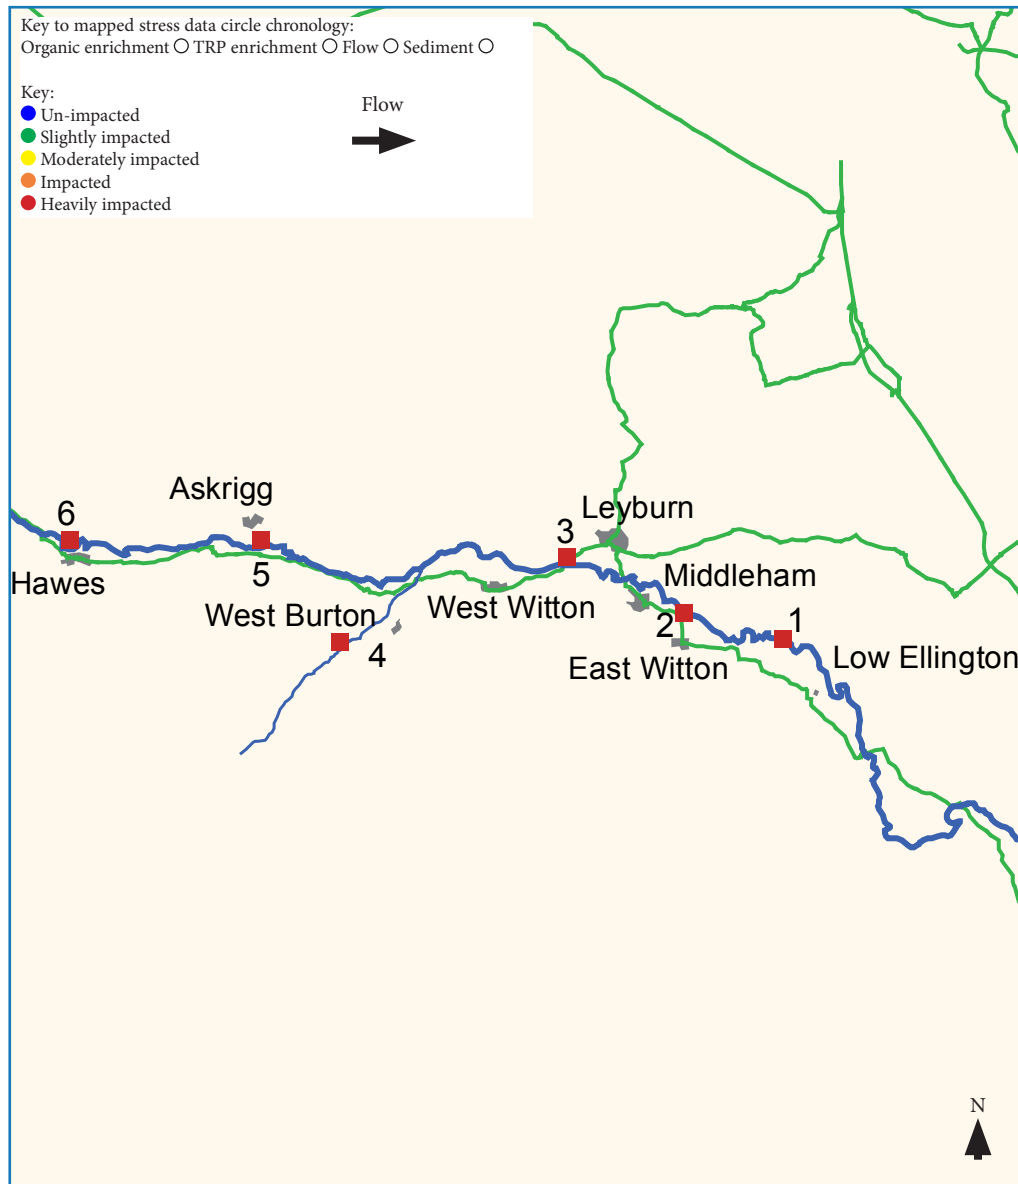 Key to mapped stress data circle chronology:
Organic enrichment TRP enrichment Flow Sediment
Key:
Un-impacted
Slightly impacted
Moderately impacted
Impacted
Heavily impacted
Flow
Askrigg
Leyburn
6
3
Hawes
5
Middleham
West Burton
West Witton
4
2
1
East Witton
Low Ellington
N